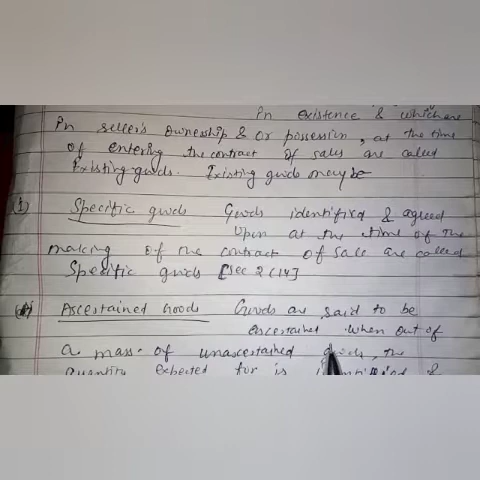 in existence & which are
in seller's ownership & or possession, at the time
of entering the contract of sales are called
Existing goods. Existing goods may be
(i) Specific goods Goods identified & agreed
upon at the time of the
making of the contract of sale are called
Specific goods [Sec 2(14]
Ascertained Goods Goods are said to be
ascertained when out of
a mass of unascertained goods, the
quantity expected for is identified &